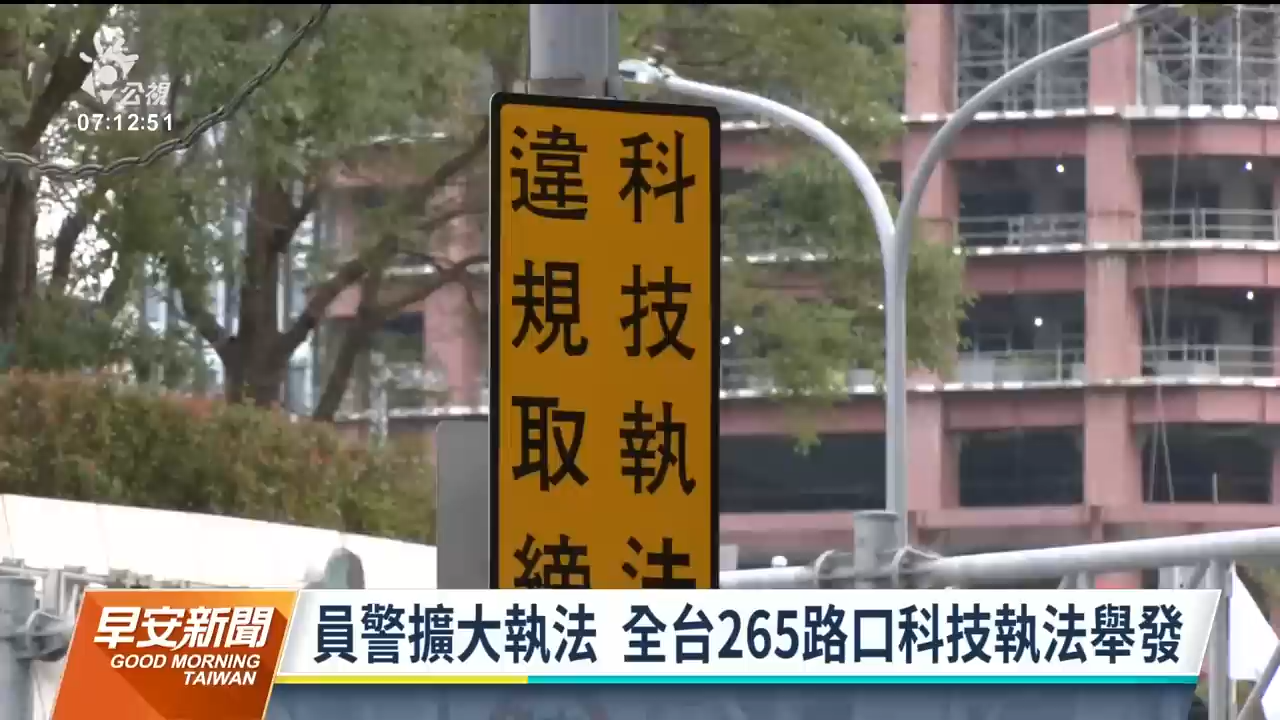 公視
07:12:51
科技執法
違規取締
早安新聞
GOOD MORNING
TAIWAN
員警擴大執法 全台265路口科技執法舉發